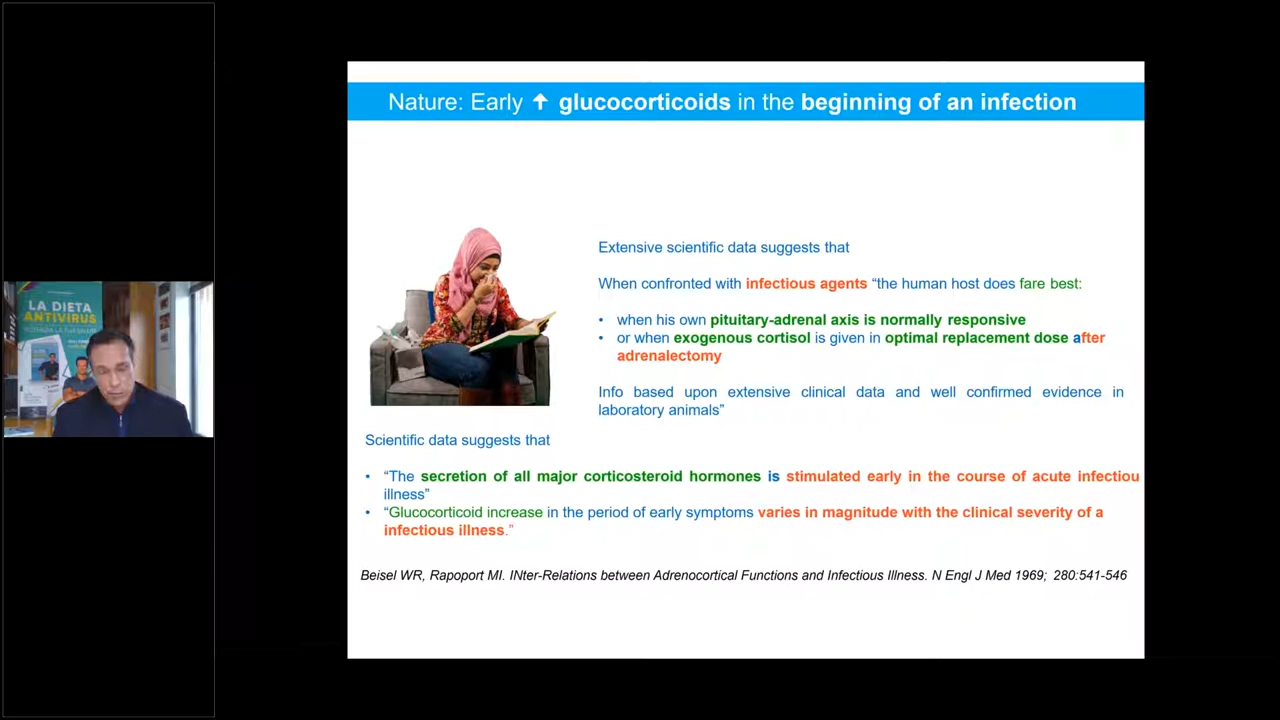 Nature: Early ↑ glucocorticoids in the beginning of an infection
Extensive scientific data suggests that
When confronted with infectious agents “the human host does fare best:
• when his own pituitary-adrenal axis is normally responsive
• or when exogenous cortisol is given in optimal replacement dose after
adrenalectomy
Info based upon extensive clinical data and well confirmed evidence in
laboratory animals”
Scientific data suggests that
• “The secretion of all major corticosteroid hormones is stimulated early in the course of acute infectiou
illness”
• “Glucocorticoid increase in the period of early symptoms varies in magnitude with the clinical severity of a
infectious illness.”
Beisel WR, Rapoport MI. INter-Relations between Adrenocortical Functions and Infectious Illness. N Engl J Med 1969; 280:541-546
LA DIETA
ANTIVIRUS